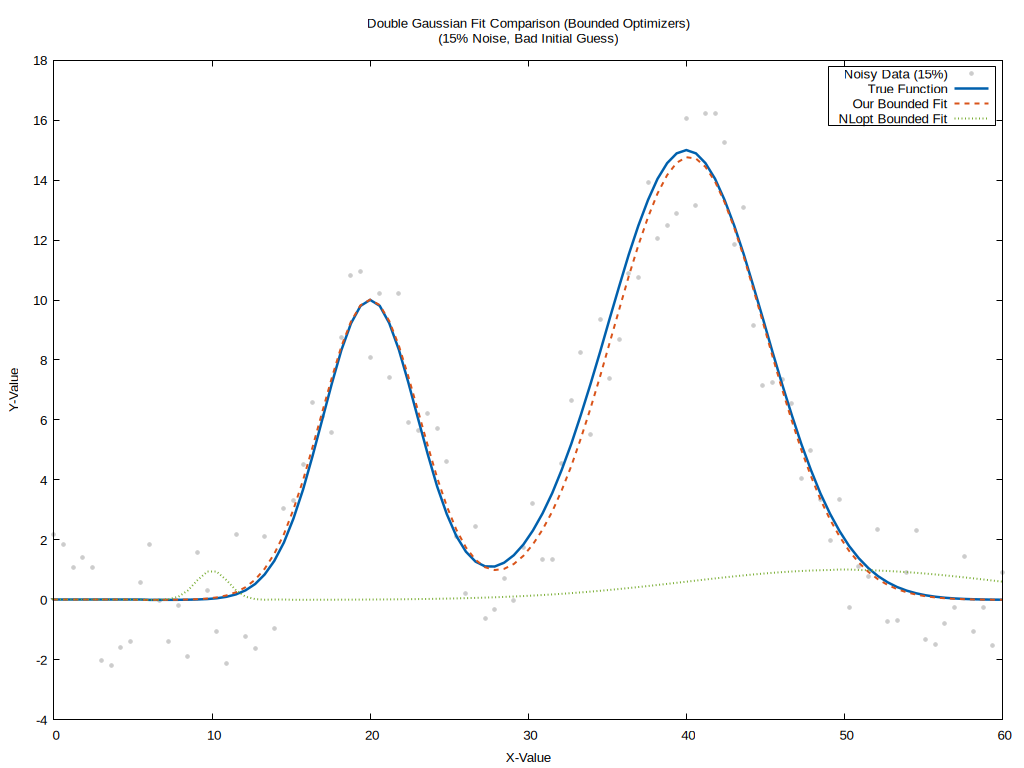 Double Gaussian Fit Comparison (Bounded Optimizers)
(15% Noise, Bad Initial Guess)
Noisy Data (15%)
True Function
Our Bounded Fit
NLopt Bounded Fit
18
16
14
12
10
8
6
4
2
0
-2
-4
Y-Value
0 10 20 30 40 50 60
X-Value